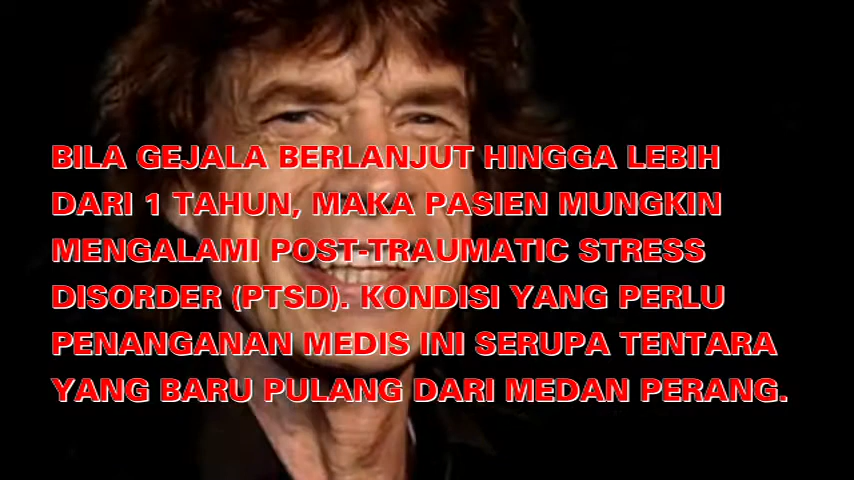 BILA GEJALA BERLANJUT HINGGA LEBIH
DARI 1 TAHUN, MAKA PASIEN MUNGKIN
MENGALAMI POST-TRAUMATIC STRESS
DISORDER (PTSD). KONDISI YANG PERLU
PENANGANAN MEDIS INI SERUPA TENTARA
YANG BARU PULANG DARI MEDAN PERANG.